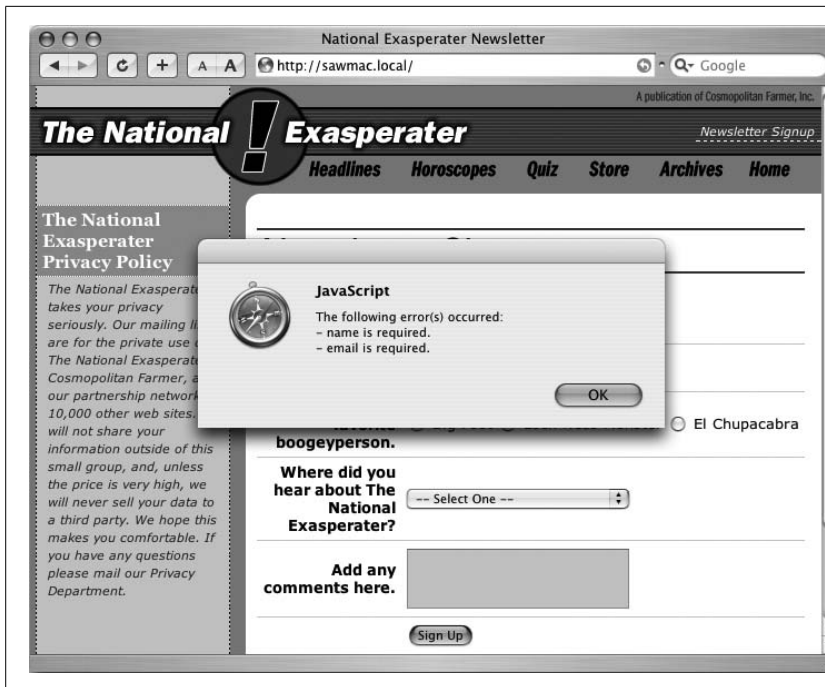 National Exasperater Newsletter
A A
http://sawmac.local/
Google
A publication of Cosmopolitan Farmer, Inc.
The National ! Exasperater
Newsletter Signup
Headlines Horoscopes Quiz Store Archives Home
The National
Exasperater
Privacy Policy
The National Exasperate
takes your privacy
seriously. Our mailing li
are for the private use
The National Exasperate
Cosmopolitan Farmer, a
our partnership network
10,000 other web sites.
will not share your
information outside of this
small group, and, unless
the price is very high, we
will never sell your data to
a third party. We hope this
makes you comfortable. If
you have any questions
please mail our Privacy
Department.
JavaScript
The following error(s) occurred:
– name is required.
– email is required.
OK
El Chupacabra
boogeyperson.
Where did you
hear about The
National
Exasperater?
-- Select One --
Add any
comments here.
Sign Up